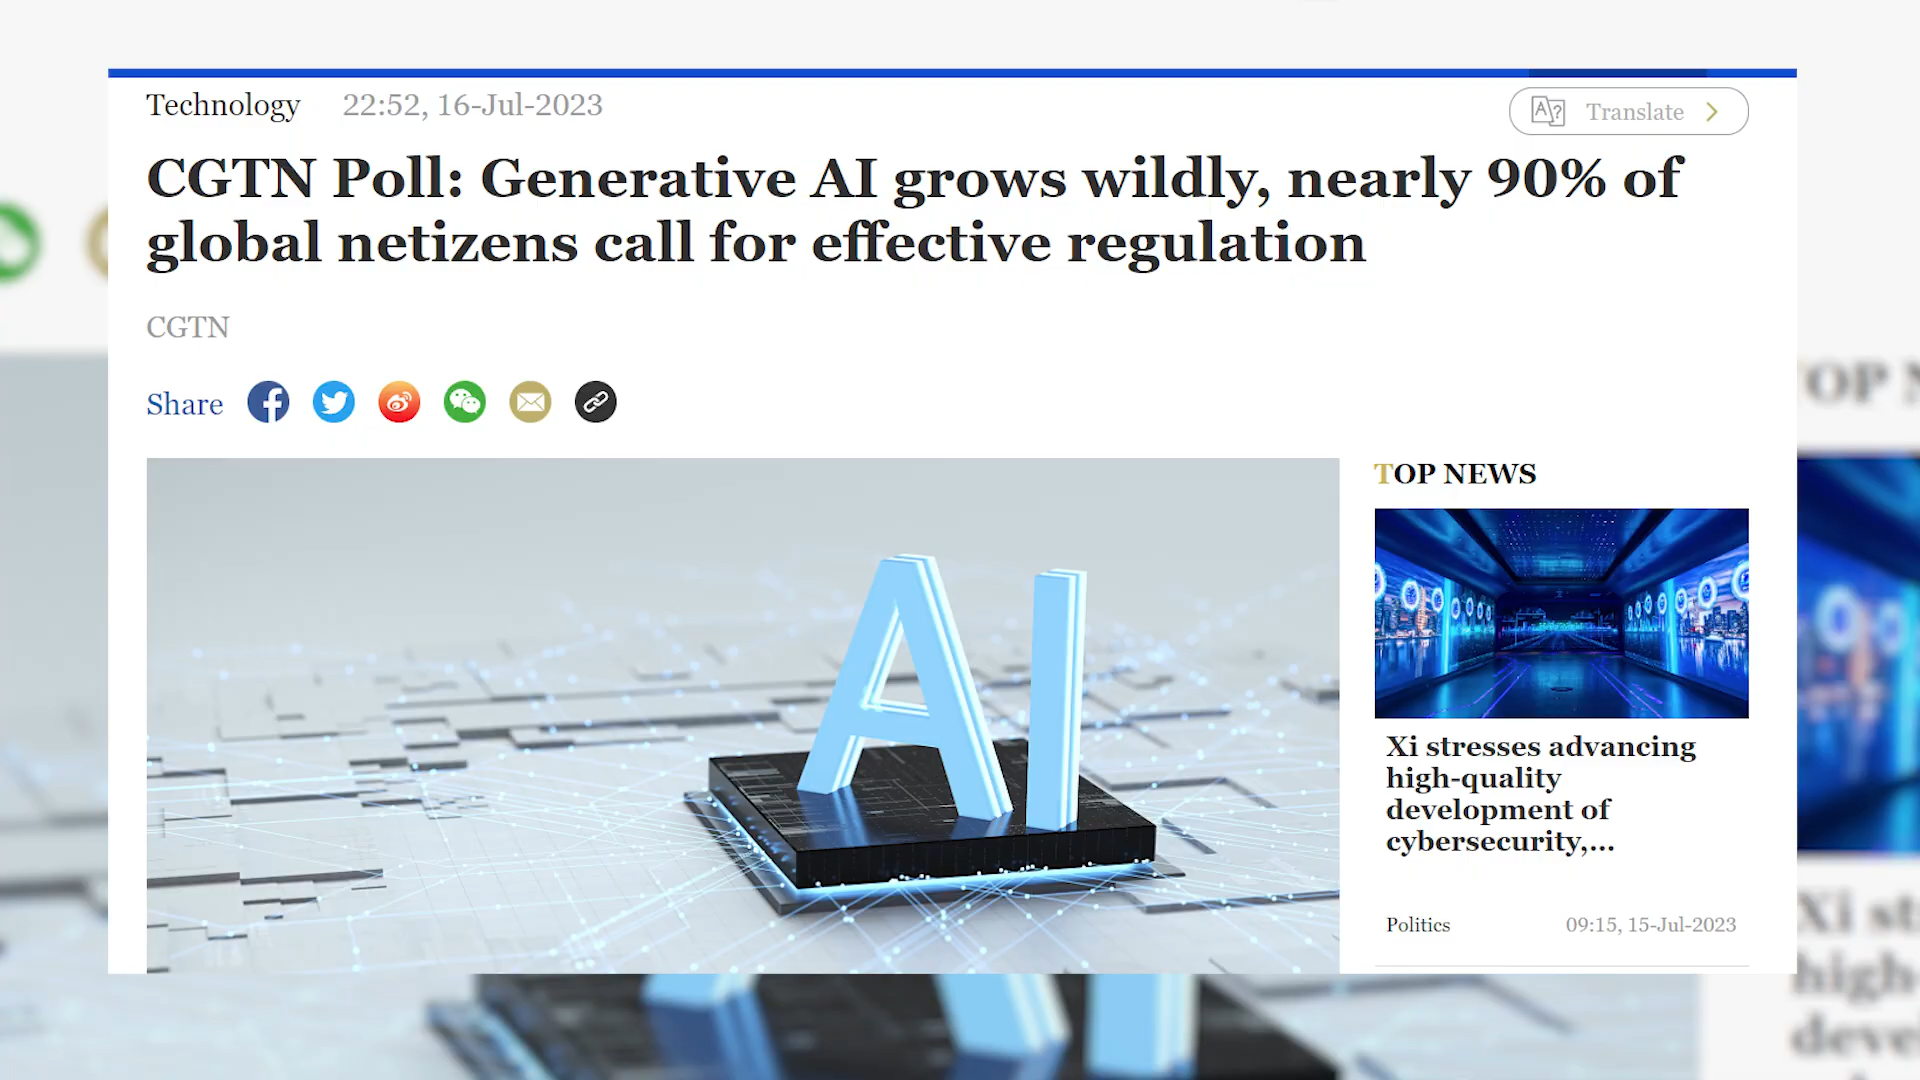 Technology 22:52, 16-Jul-2023
Translate
CGTN Poll: Generative AI grows wildly, nearly 90% of
global netizens call for effective regulation
CGTN
Share
AI
TOP NEWS
Xi stresses advancing
high-quality
development of
cybersecurity,...
Politics 09:15, 15-Jul-2023